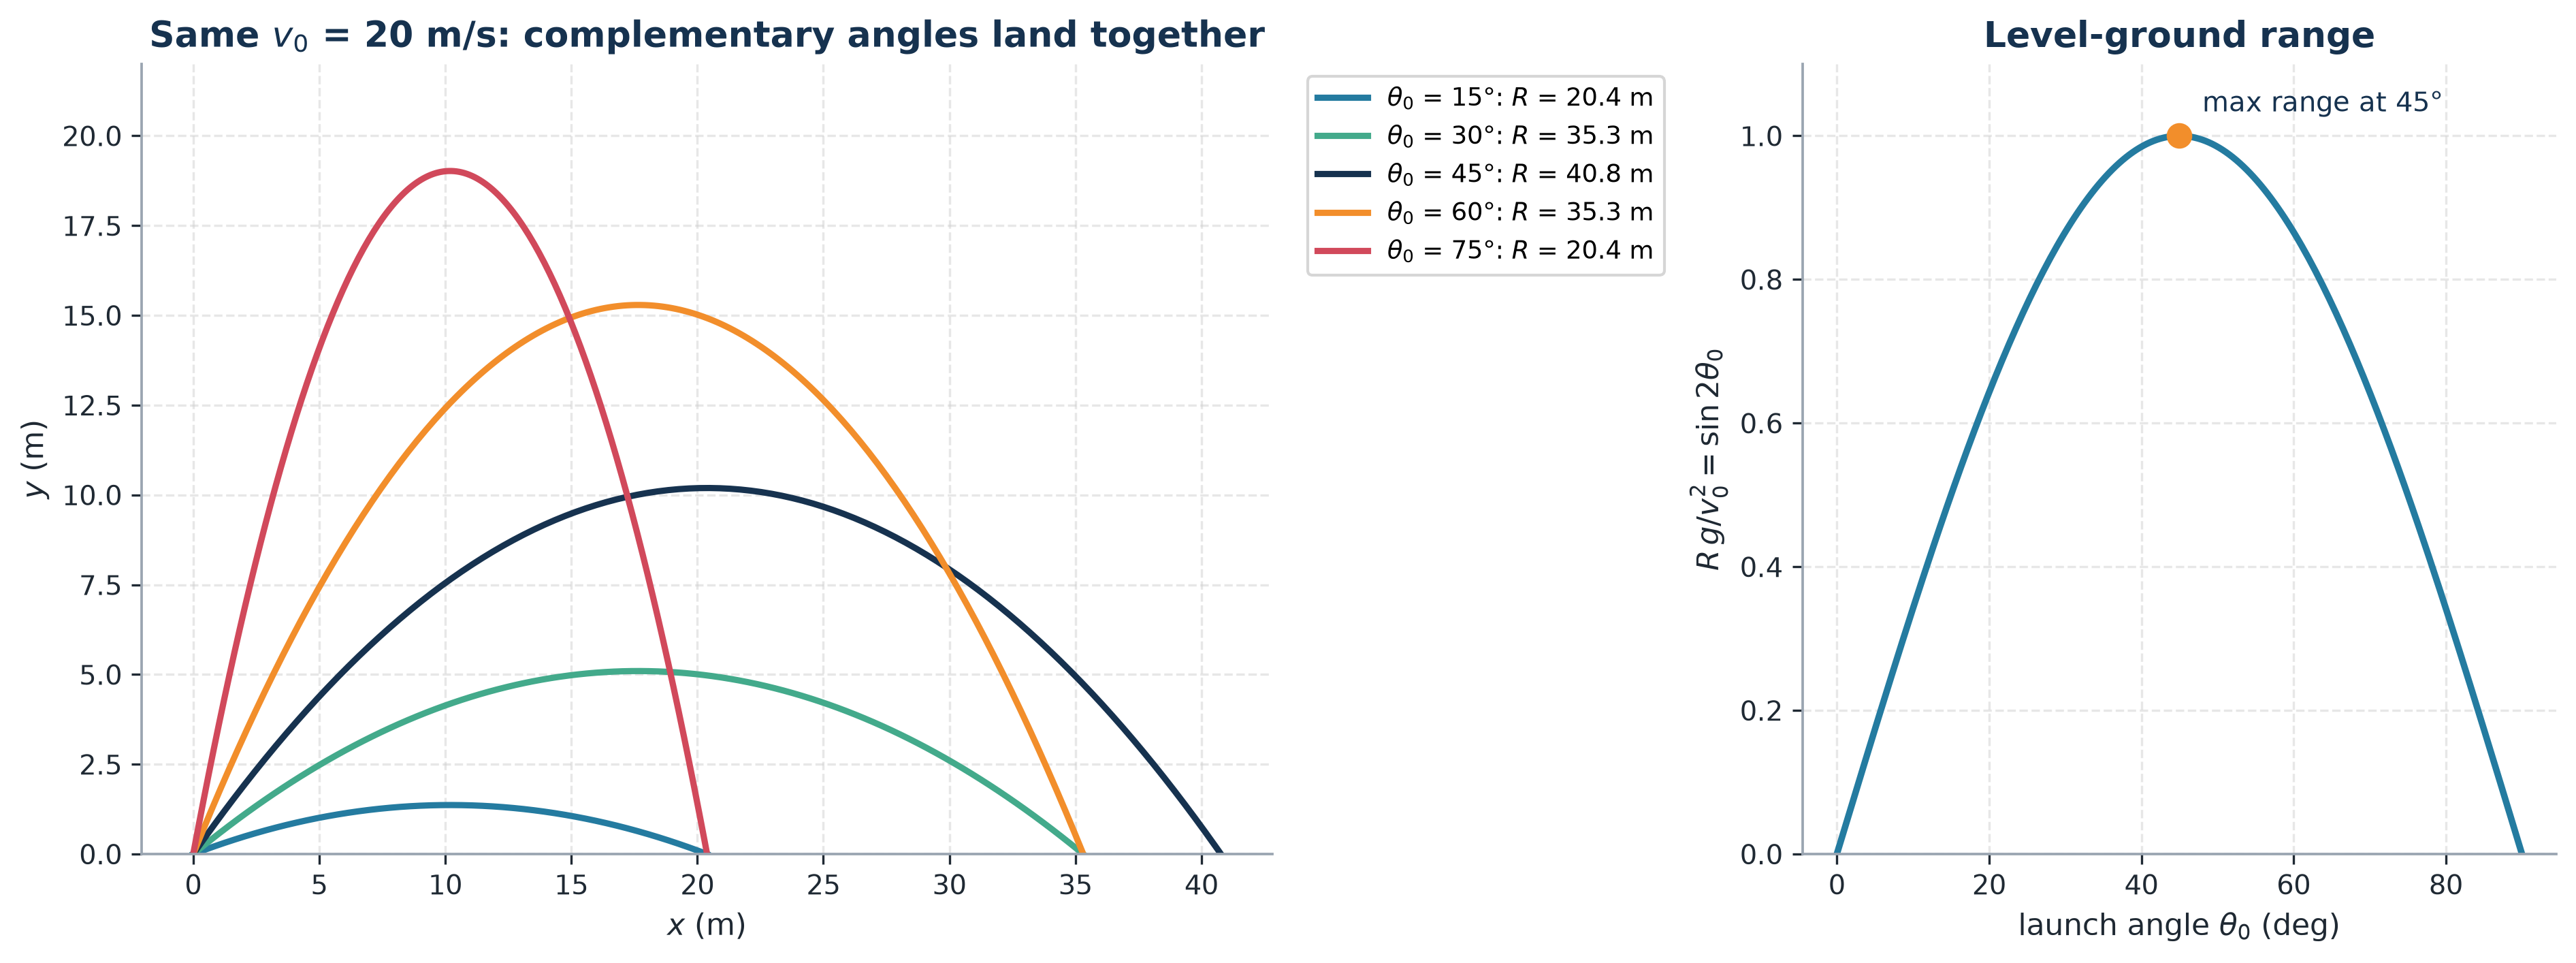 Same v₀ = 20 m/s: complementary angles land together
20.0
17.5
15.0
12.5
10.0
7.5
5.0
2.5
0.0
y (m)
0 5 10 15 20 25 30 35 40
x (m)
θ₀ = 15°: R = 20.4 m
θ₀ = 30°: R = 35.3 m
θ₀ = 45°: R = 40.8 m
θ₀ = 60°: R = 35.3 m
θ₀ = 75°: R = 20.4 m
Level-ground range
max range at 45°
1.0
0.8
0.6
0.4
0.2
0.0
R g/v₀² = sin 2θ₀
0 20 40 60 80
launch angle θ₀ (deg)